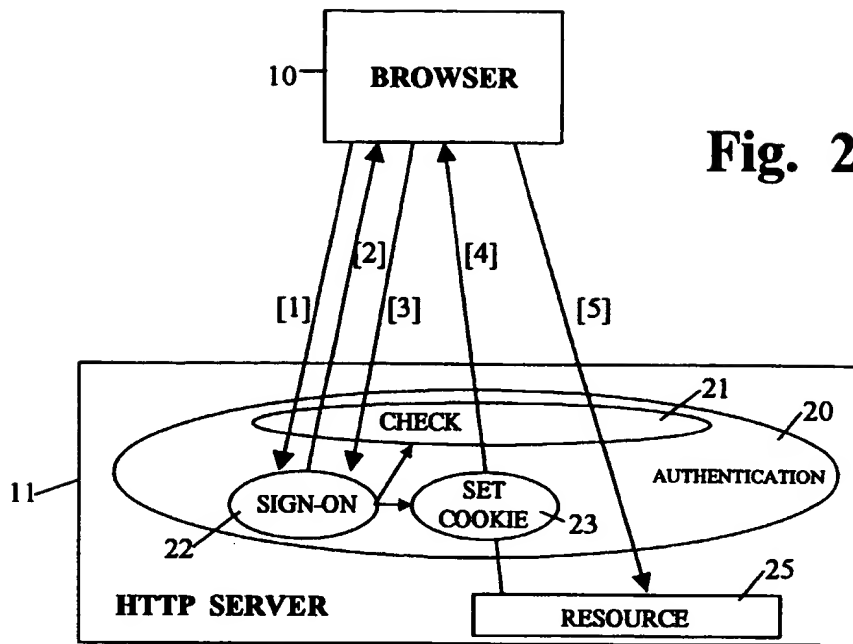 10
BROWSER
Fig. 2
[2]
[4]
[1]
[3]
[5]
21
20
CHECK
AUTHENTICATION
11
SIGN-ON
SET
COOKIE
22
23
25
HTTP SERVER
RESOURCE